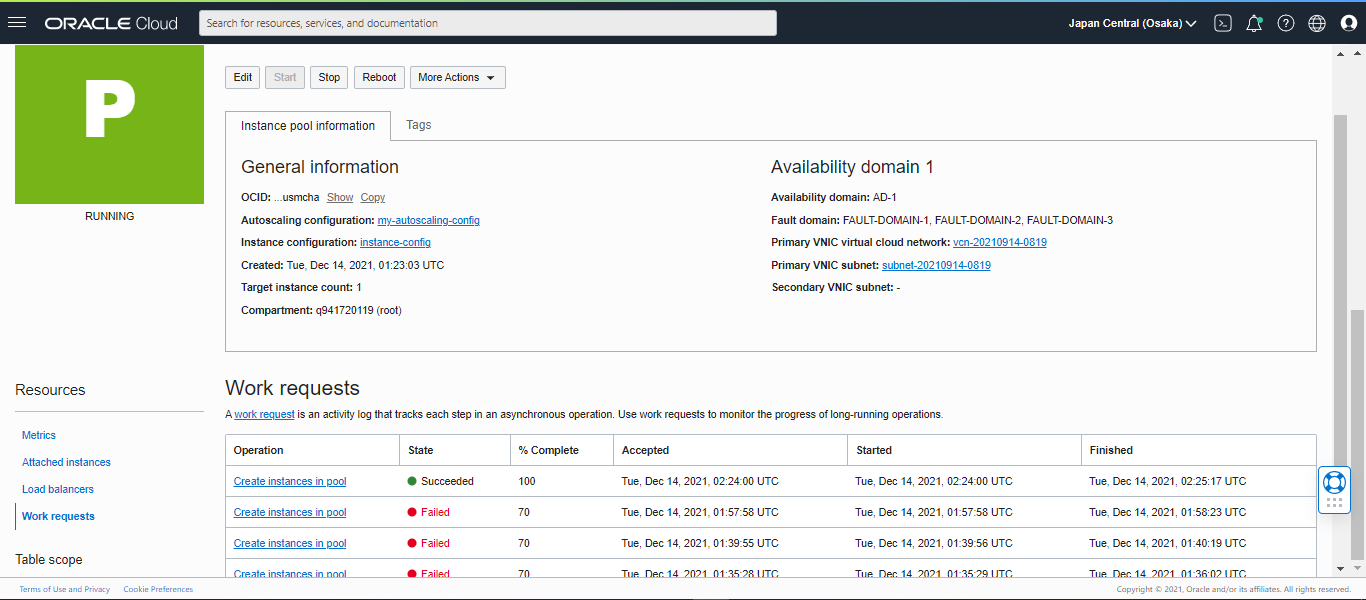 ORACLE Cloud
Search for resources, services, and documentation
Japan Central (Osaka)
P
RUNNING
Edit
Start
Stop
Reboot
More Actions
Instance pool information
Tags
General information
OCID: ...usmcha Show Copy
Autoscaling configuration: my-autoscaling-config
Instance configuration: instance-config
Created: Tue, Dec 14, 2021, 01:23:03 UTC
Target instance count: 1
Compartment: q941720119 (root)
Availability domain 1
Availability domain: AD-1
Fault domain: FAULT-DOMAIN-1, FAULT-DOMAIN-2, FAULT-DOMAIN-3
Primary VNIC virtual cloud network: vcn-20210914-0819
Primary VNIC subnet: subnet-20210914-0819
Secondary VNIC subnet: -
Resources
Metrics
Attached instances
Load balancers
Work requests
Table scope
Work requests
A work request is an activity log that tracks each step in an asynchronous operation. Use work requests to monitor the progress of long-running operations.
Operation State % Complete Accepted Started Finished
Create instances in pool Succeeded 100 Tue, Dec 14, 2021, 02:24:00 UTC Tue, Dec 14, 2021, 02:24:00 UTC Tue, Dec 14, 2021, 02:25:17 UTC
Create instances in pool Failed 70 Tue, Dec 14, 2021, 01:57:58 UTC Tue, Dec 14, 2021, 01:57:58 UTC Tue, Dec 14, 2021, 01:58:23 UTC
Create instances in pool Failed 70 Tue, Dec 14, 2021, 01:39:55 UTC Tue, Dec 14, 2021, 01:39:56 UTC Tue, Dec 14, 2021, 01:40:19 UTC
Create instances in pool Failed 70 Tue, Dec 14, 2021, 01:35:28 UTC Tue, Dec 14, 2021, 01:35:29 UTC Tue, Dec 14, 2021, 01:36:02 UTC
Terms of Use and Privacy Cookie Preferences
Copyright © 2021, Oracle and/or its affiliates. All rights reserved.